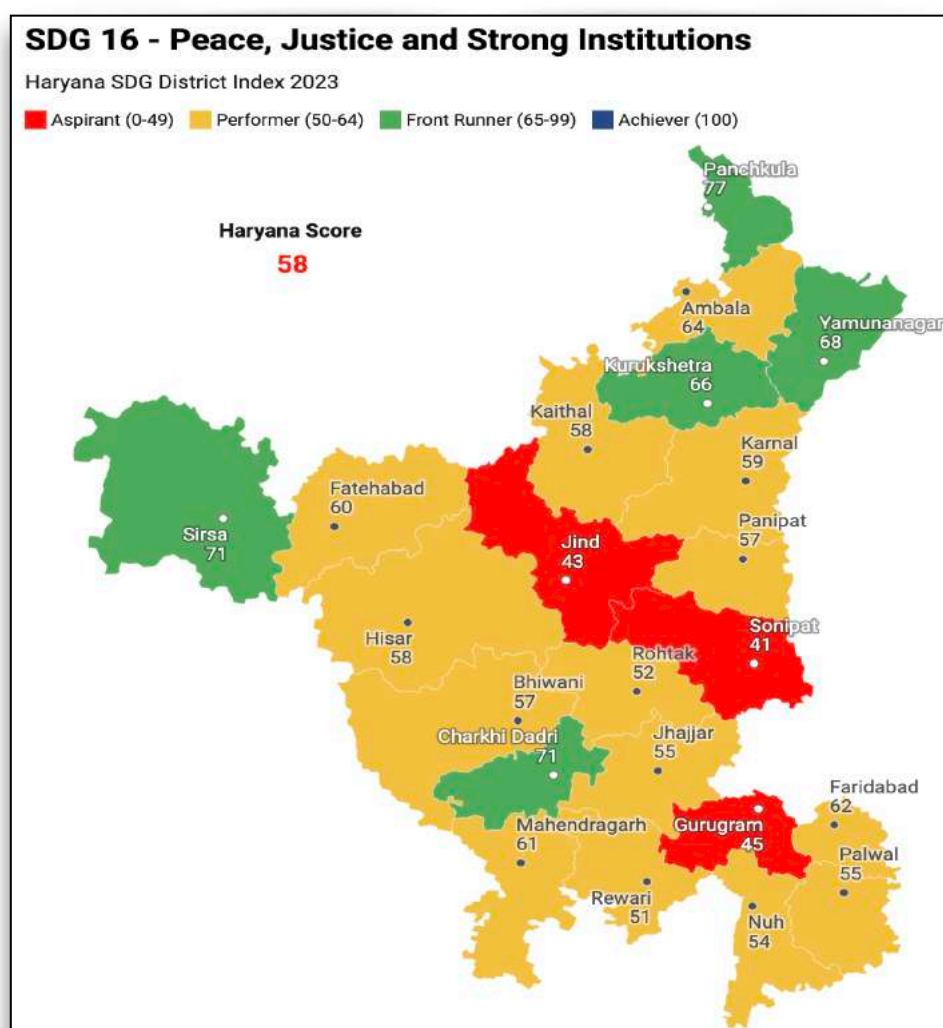 SDG 16 - Peace, Justice and Strong Institutions
Haryana SDG District Index 2023
Aspirant (0-49) Performer (50-64) Front Runner (65-99) Achiever (100)
Panchkula
77
Haryana Score
58
Ambala
64
Yamunanagar
68
Kurukshetra
66
Kaithal
58
Karnal
59
Fatehabad
60
Panipat
57
Sirsa
71
Jind
43
Sonipat
41
Hisar
58
Rohtak
52
Bhiwani
57
Charkhi Dadri
71
Jhajjar
55
Faridabad
62
Mahendragarh
61
Gurugram
45
Palwal
55
Rewari
51
Nuh
54